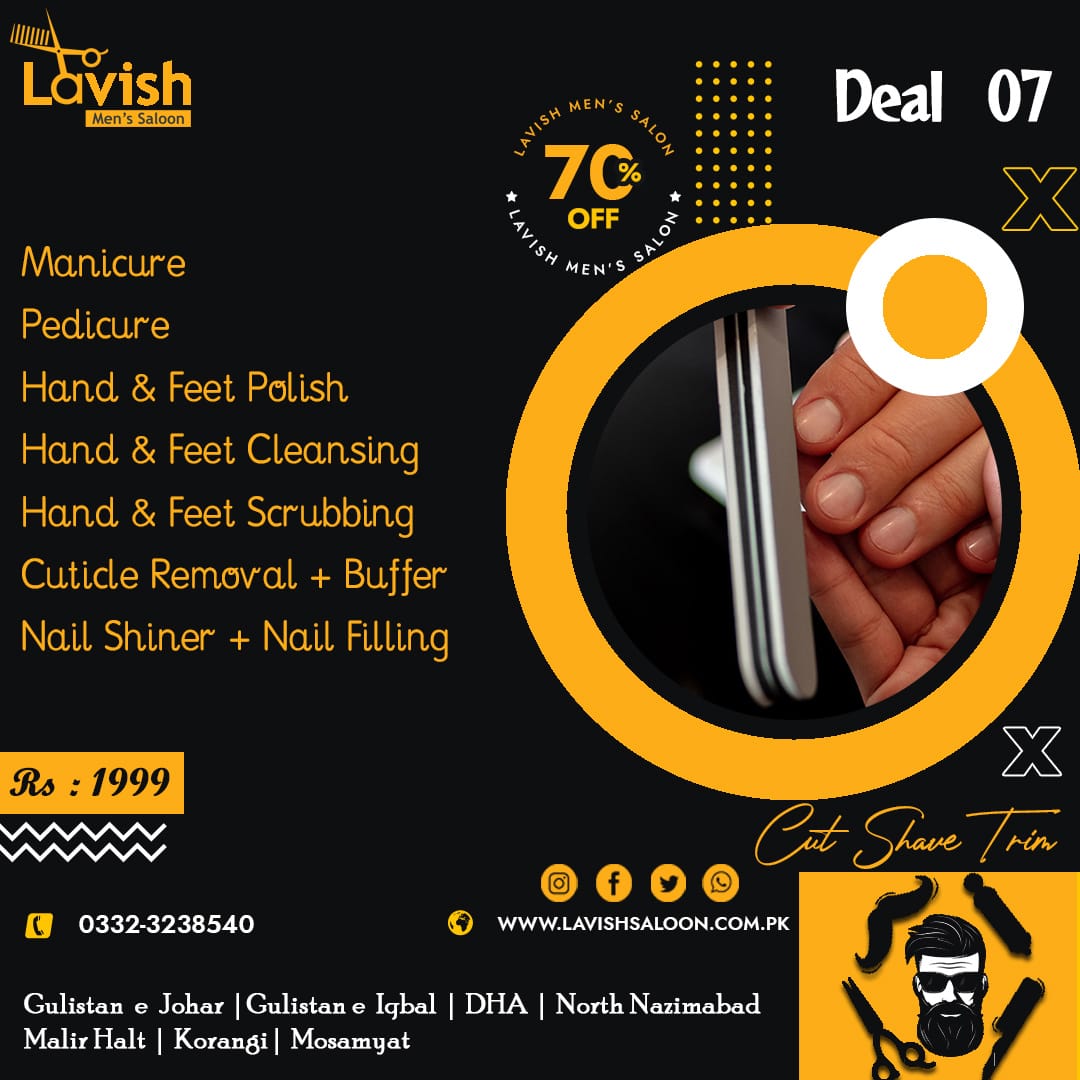 Lavish
Men's Saloon
Deal 07
LAVISH MEN'S SALON
70%
OFF
LAVISH MEN'S SALON
Manicure
Pedicure
Hand & Feet Polish
Hand & Feet Cleansing
Hand & Feet Scrubbing
Cuticle Removal + Buffer
Nail Shiner + Nail Filling
Rs : 1999
Cut Shave Trim
0332-3238540
WWW.LAVISHSALOON.COM.PK
Gulistan e Johar | Gulistan e Iqbal | DHA | North Nazimabad
Malir Halt | Korangi | Mosamyat